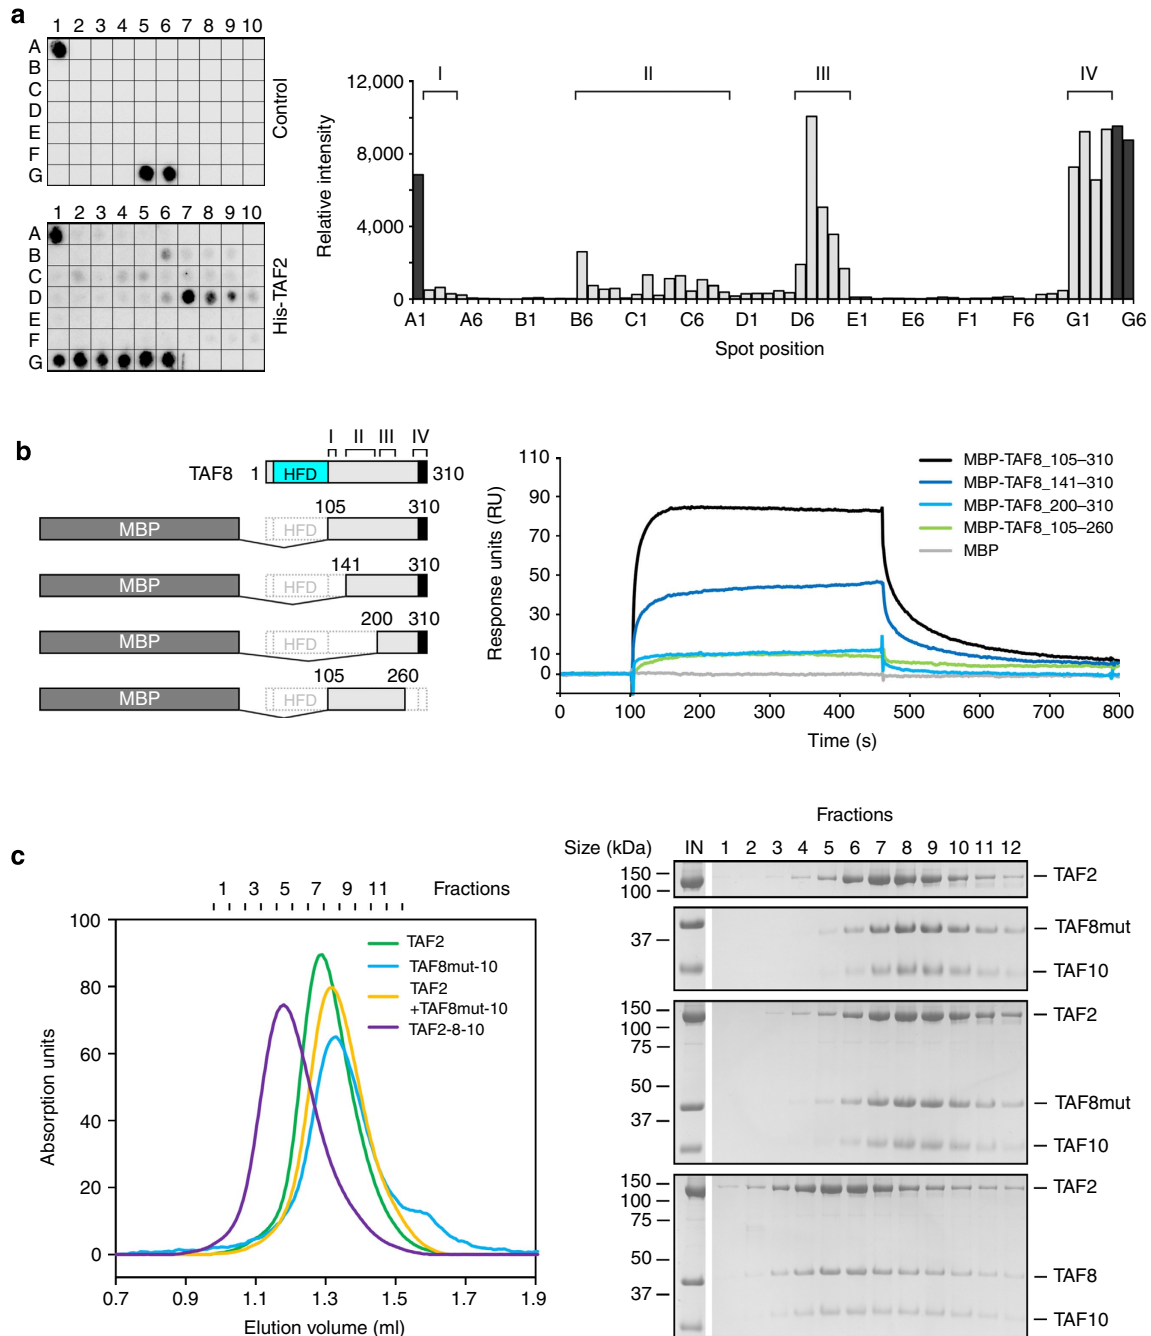 a
1 2 3 4 5 6 7 8 9 10
A
B
C
D
E
F
G
Control
1 2 3 4 5 6 7 8 9 10
A
B
C
D
E
F
G
His-TAF2
I II III IV
12,000
8,000
4,000
0
Relative intensity
A1 A6 B1 B6 C1 C6 D1 D6 E1 E6 F1 F6 G1 G6
Spot position
b
I II III IV
TAF8 1 HFD 310
105 310
MBP HFD
141 310
MBP HFD
200 310
MBP HFD
105 260
MBP HFD
110
90
70
50
30
10
0
Response units (RU)
MBP-TAF8_105–310
MBP-TAF8_141–310
MBP-TAF8_200–310
MBP-TAF8_105–260
MBP
0 100 200 300 400 500 600 700 800
Time (s)
c
1 3 5 7 9 11 Fractions
100
80
60
40
20
0
Absorption units
TAF2
TAF8mut-10
TAF2
+TAF8mut-10
TAF2-8-10
0.7 0.9 1.1 1.3 1.5 1.7 1.9
Elution volume (ml)
Fractions
Size (kDa) IN 1 2 3 4 5 6 7 8 9 10 11 12
150
100
TAF2
37
TAF8mut
TAF10
150
100
75
50
37
TAF2
TAF8mut
TAF10
150
100
75
50
37
TAF2
TAF8
TAF10